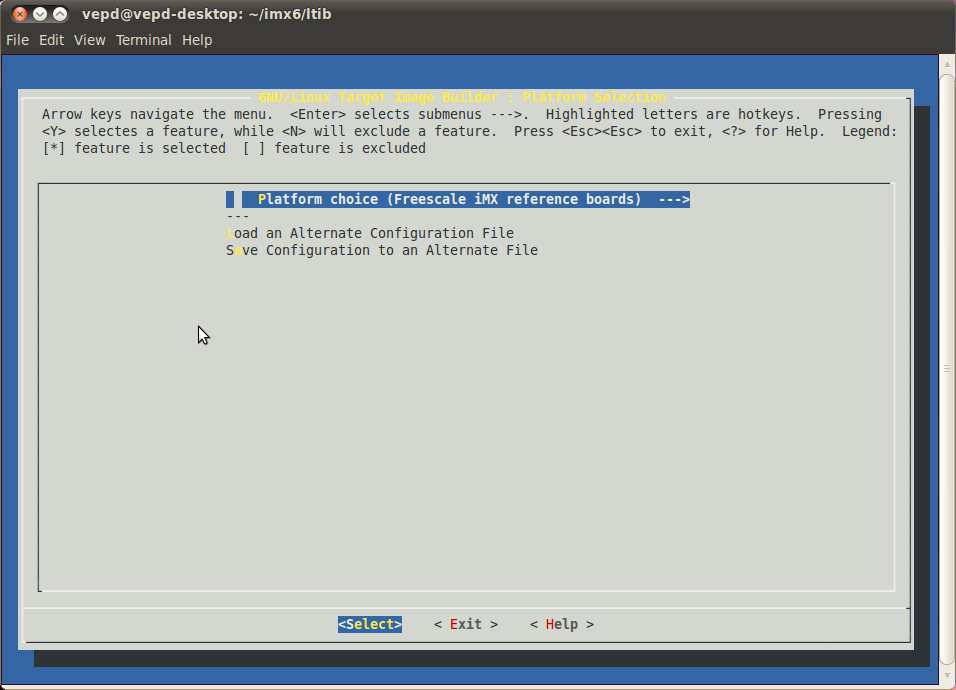 vepd@vepd-desktop: ~/imx6/ltib
File Edit View Terminal Help
GNU/Linux Target Image Builder : Platform Selection
Arrow keys navigate the menu. <Enter> selects submenus --->. Highlighted letters are hotkeys. Pressing
<Y> selectes a feature, while <N> will exclude a feature. Press <Esc><Esc> to exit, <?> for Help. Legend:
[*] feature is selected [ ] feature is excluded
Platform choice (Freescale iMX reference boards) --->
---
Load an Alternate Configuration File
Save Configuration to an Alternate File
<Select> < Exit > < Help >